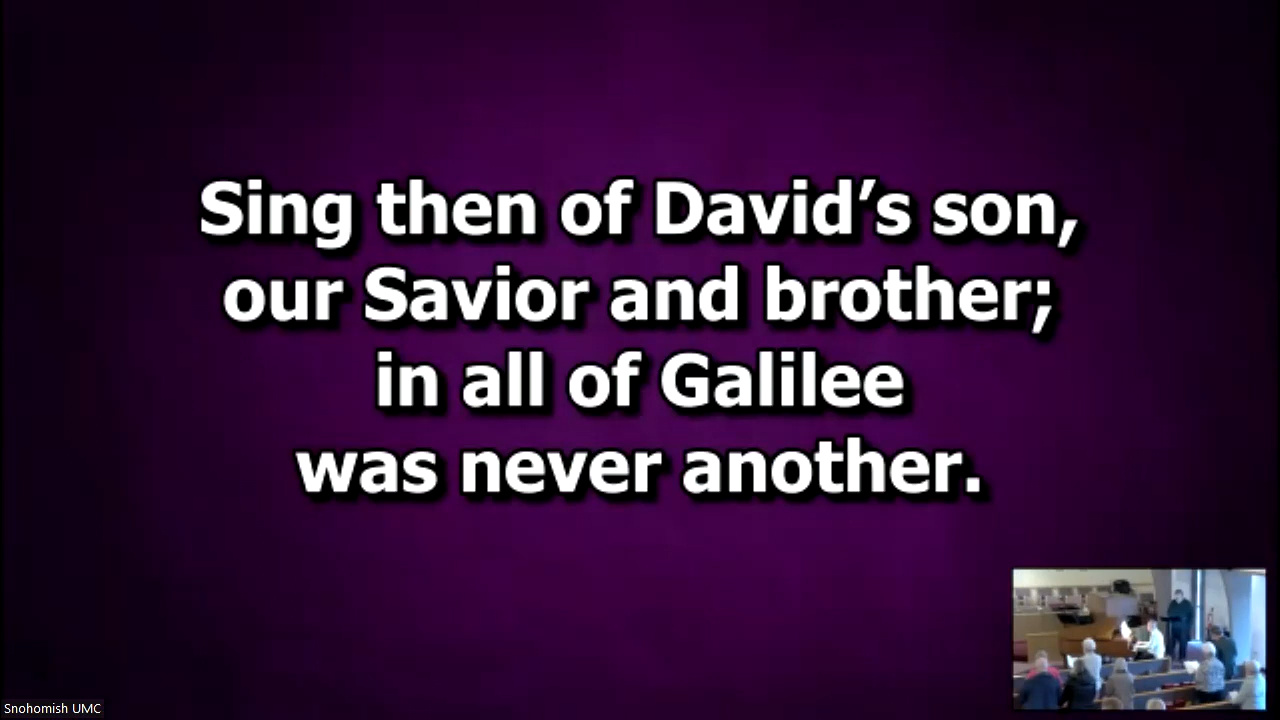 Sing then of David’s son,
our Savior and brother;
in all of Galilee
was never another.
Snohomish UMC